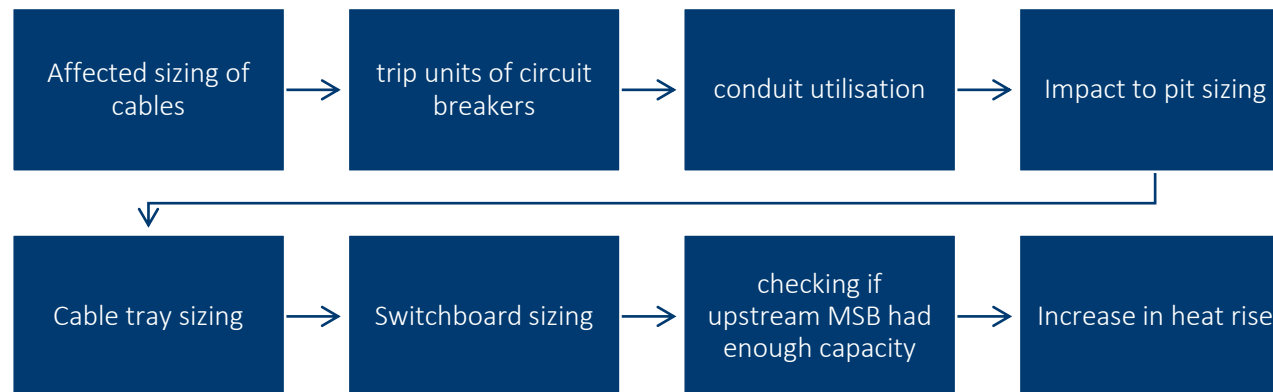 Affected sizing of
cables
trip units of circuit
breakers
conduit utilisation
Impact to pit sizing
Cable tray sizing
Switchboard sizing
checking if
upstream MSB had
enough capacity
Increase in heat rise